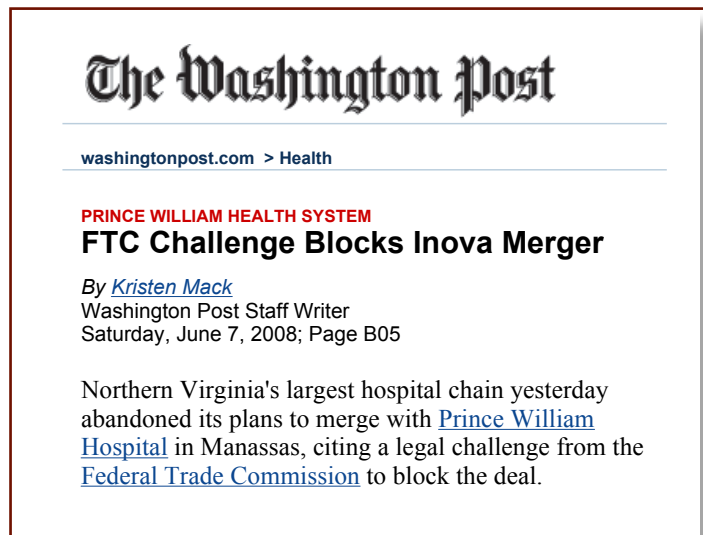 The Washington Post
washingtonpost.com > Health
PRINCE WILLIAM HEALTH SYSTEM
FTC Challenge Blocks Inova Merger
By Kristen Mack
Washington Post Staff Writer
Saturday, June 7, 2008; Page B05
Northern Virginia's largest hospital chain yesterday
abandoned its plans to merge with Prince William
Hospital in Manassas, citing a legal challenge from the
Federal Trade Commission to block the deal.